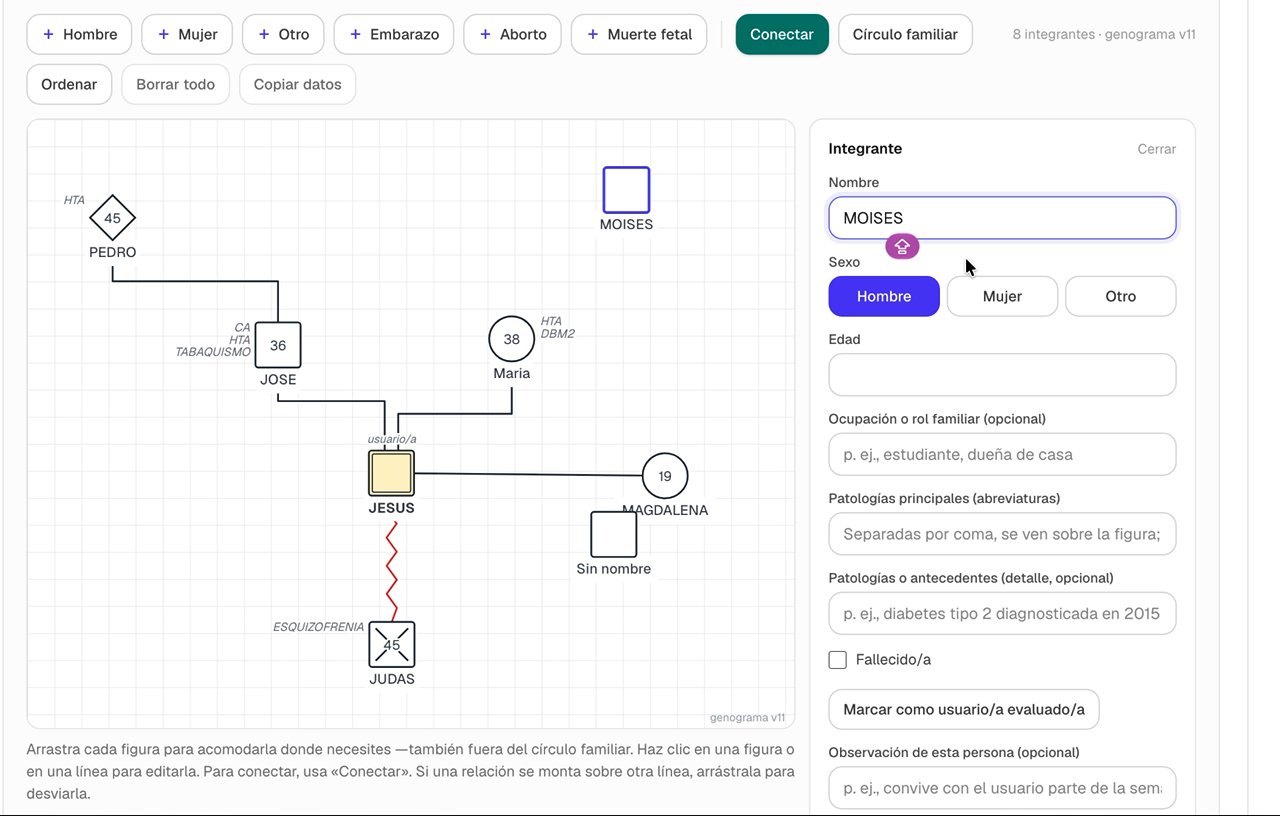 + Hombre
+ Mujer
+ Otro
+ Embarazo
+ Aborto
+ Muerte fetal
Conectar
Círculo familiar
8 integrantes · genograma v11
Ordenar
Borrar todo
Copiar datos
HTA
45
PEDRO
MOISES
CA
HTA
TABAQUISMO
36
JOSE
38
HTA
DBM2
Maria
usuario/a
JESUS
19
MAGDALENA
Sin nombre
ESQUIZOFRENIA
45
JUDAS
genograma v11
Arrastra cada figura para acomodarla donde necesites —también fuera del círculo familiar. Haz clic en una figura o
en una línea para editarla. Para conectar, usa «Conectar». Si una relación se monta sobre otra línea, arrástrala para
desviarla.
Integrante
Cerrar
Nombre
MOISES
Sexo
Hombre
Mujer
Otro
Edad
Ocupación o rol familiar (opcional)
p. ej., estudiante, dueña de casa
Patologías principales (abreviaturas)
Separadas por coma, se ven sobre la figura;
Patologías o antecedentes (detalle, opcional)
p. ej., diabetes tipo 2 diagnosticada en 2015
Fallecido/a
Marcar como usuario/a evaluado/a
Observación de esta persona (opcional)
p. ej., convive con el usuario parte de la sem